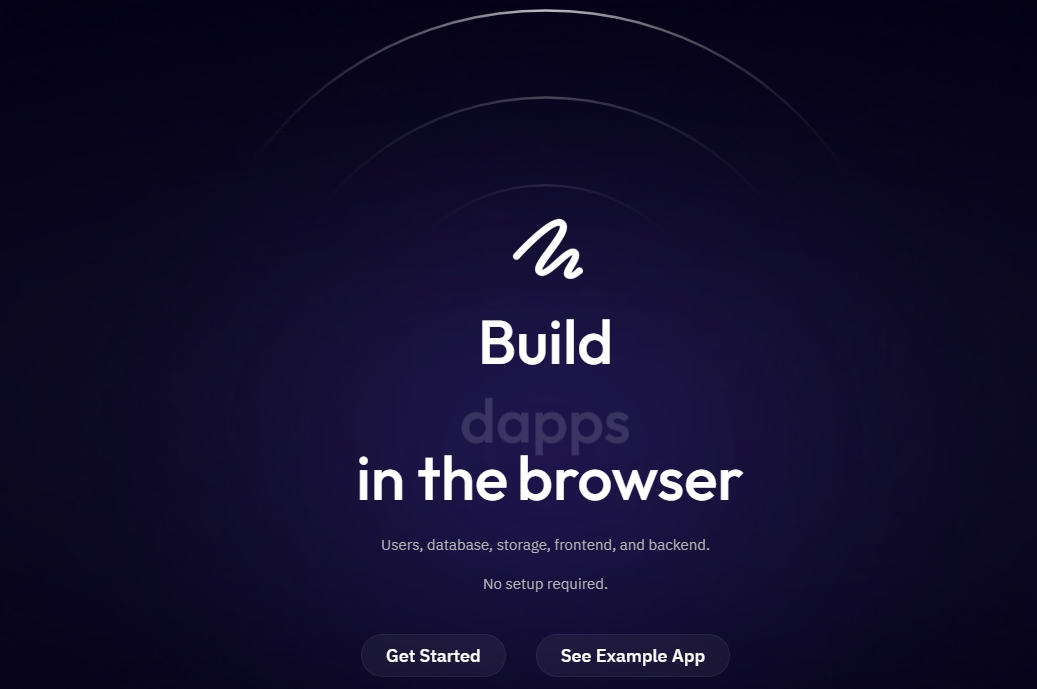 Build
dapps
in the browser
Users, database, storage, frontend, and backend.
No setup required.
Get Started
See Example App